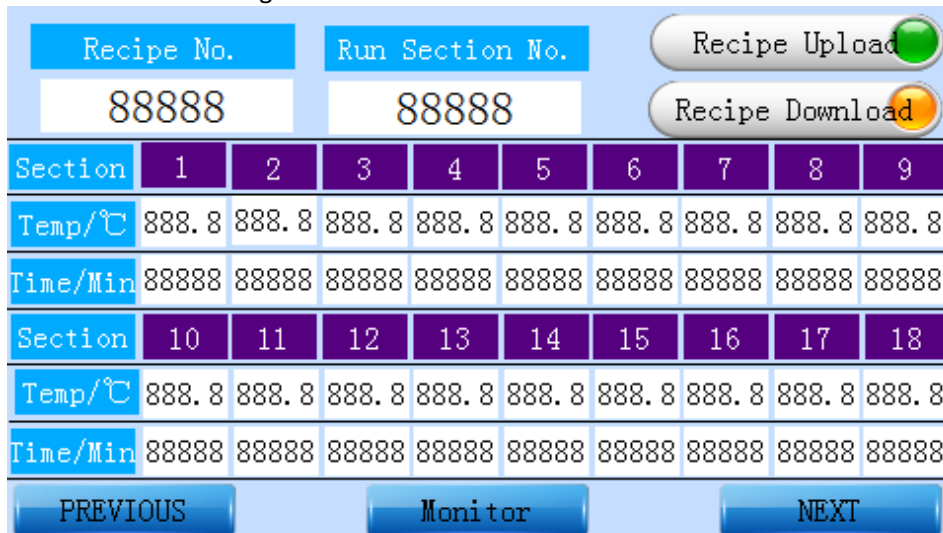 Recipe No. Run Section No. Recipe Upload
88888 88888 Recipe Download
Section 1 2 3 4 5 6 7 8 9
Temp/℃ 888.8 888.8 888.8 888.8 888.8 888.8 888.8 888.8 888.8
Time/Min 88888 88888 88888 88888 88888 88888 88888 88888 88888
Section 10 11 12 13 14 15 16 17 18
Temp/℃ 888.8 888.8 888.8 888.8 888.8 888.8 888.8 888.8 888.8
Time/Min 88888 88888 88888 88888 88888 88888 88888 88888 88888
PREVIOUS Monitor NEXT